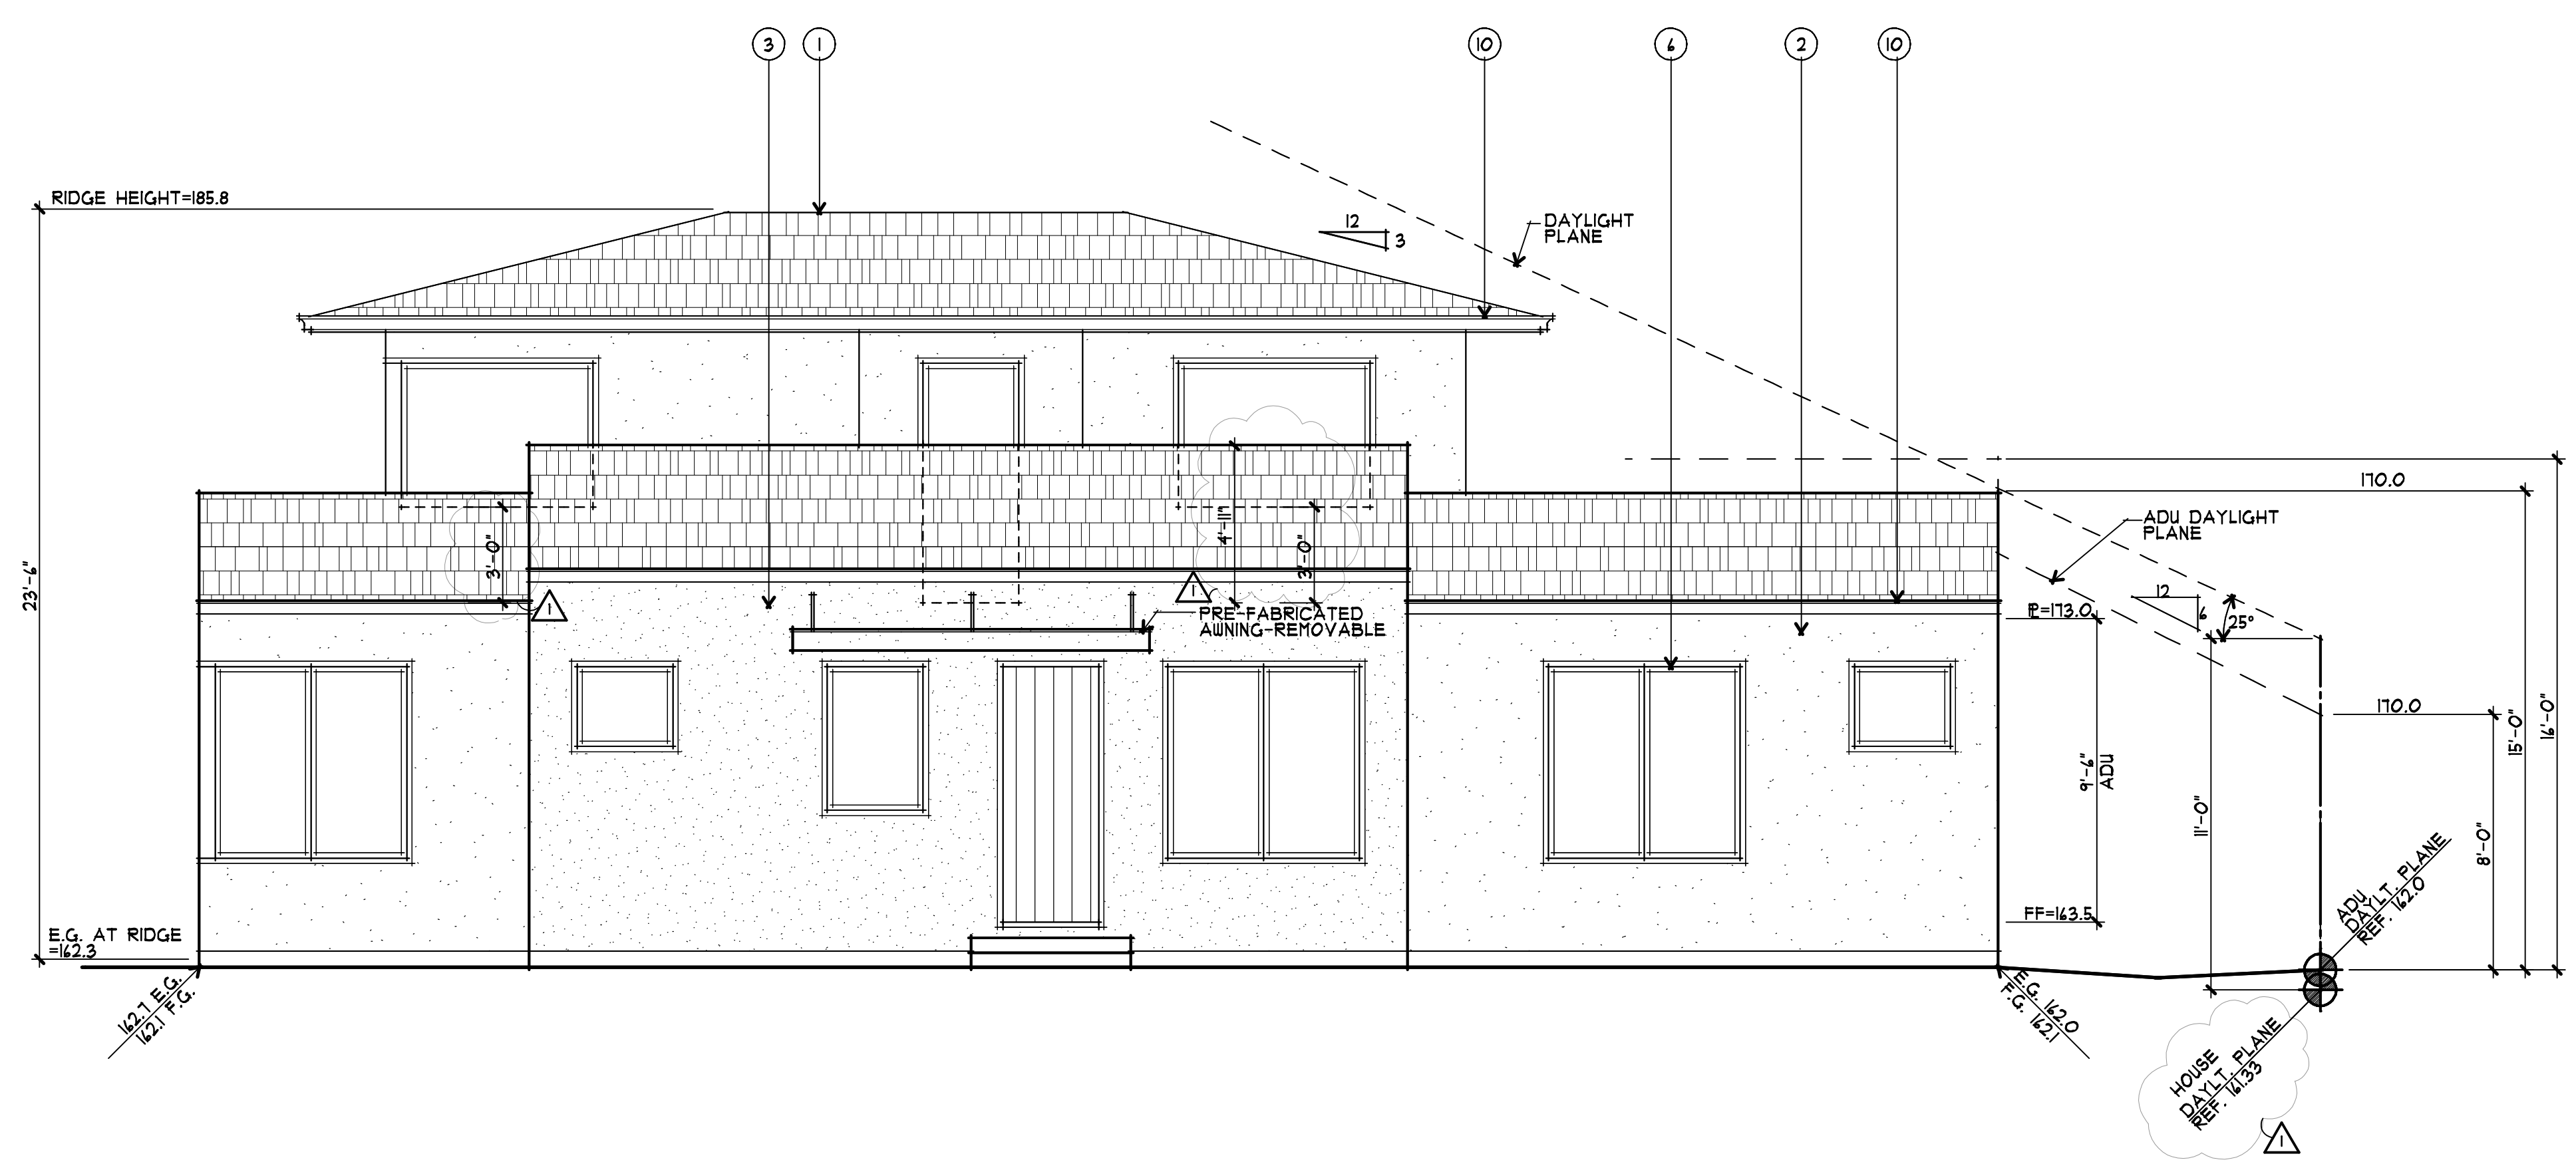 3
1
10
6
2
10
RIDGE HEIGHT=185.8
12
3
DAYLIGHT
PLANE
170.0
ADU DAYLIGHT
PLANE
23'-6"
3'-0"
4'-11"
3'-0"
1
1
PRE-FABRICATED
AWNING-REMOVABLE
PL=173.0
12
6
25°
170.0
9'-6"
ADU
11'-0"
8'-0"
15'-0"
16'-0"
FF=163.5
E.G. AT RIDGE
=162.3
162.7 E.G.
162.1 F.G.
E.G. 162.0
F.G. 162.1
ADU
DAYLT. PLANE
REF. 162.0
HOUSE
DAYLT. PLANE
REF. 161.33
1